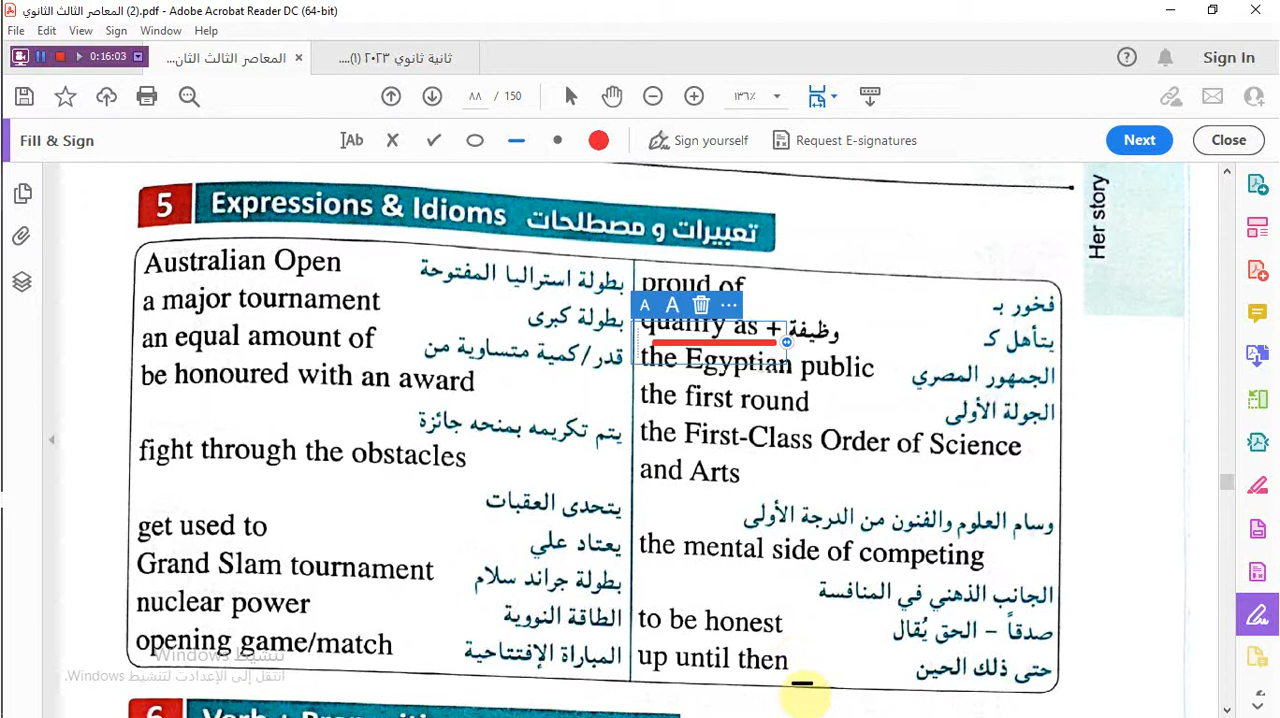 المعاصر الثالث الثانوي (2).pdf - Adobe Acrobat Reader DC (64-bit)
File Edit View Sign Window Help
0:16:03
المعاصر الثالث الثان... ×
ثانية ثانوي ٢٠٢٣ (١)....
Sign In
٨٨ / 150
١٣٦٪
Fill & Sign
Ab
Sign yourself
Request E-signatures
Next
Close
Her story
5 Expressions & Idioms تعبيرات و مصطلحات
Australian Open بطولة استراليا المفتوحة
a major tournament بطولة كبرى
an equal amount of قدر/كمية متساوية من
be honoured with an award
يتم تكريمه بمنحه جائزة
fight through the obstacles
يتحدى العقبات
get used to يعتاد علي
Grand Slam tournament بطولة جراند سلام
nuclear power الطاقة النووية
opening game/match المباراة الإفتتاحية
proud of فخور بـ
A A
qualify as + وظيفة يتأهل كـ
the Egyptian public الجمهور المصري
the first round الجولة الأولى
the First-Class Order of Science
and Arts
وسام العلوم والفنون من الدرجة الأولى
the mental side of competing
الجانب الذهني في المنافسة
to be honest صدقاً – الحق يُقال
up until then حتى ذلك الحين
تنشيط Windows
انتقل إلى الإعدادت لتنشيط Windows.
6